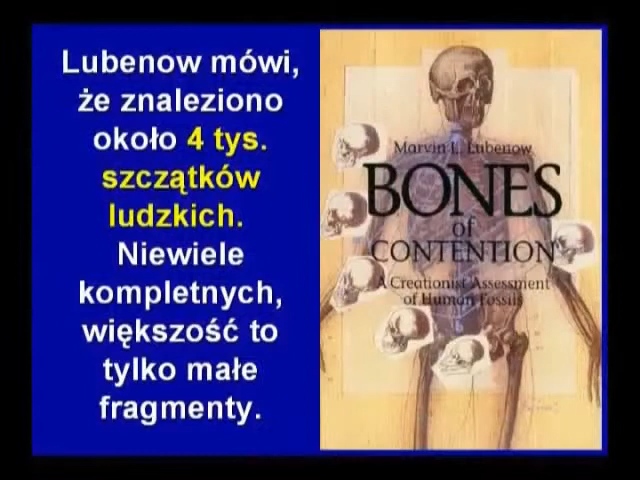 Lubenow mówi,
że znaleziono
około 4 tys.
szczątków
ludzkich.
Niewiele
kompletnych,
większość to
tylko małe
fragmenty.
Marvin L. Lubenow
BONES
of
CONTENTION
A Creationist Assessment
of Human Fossils